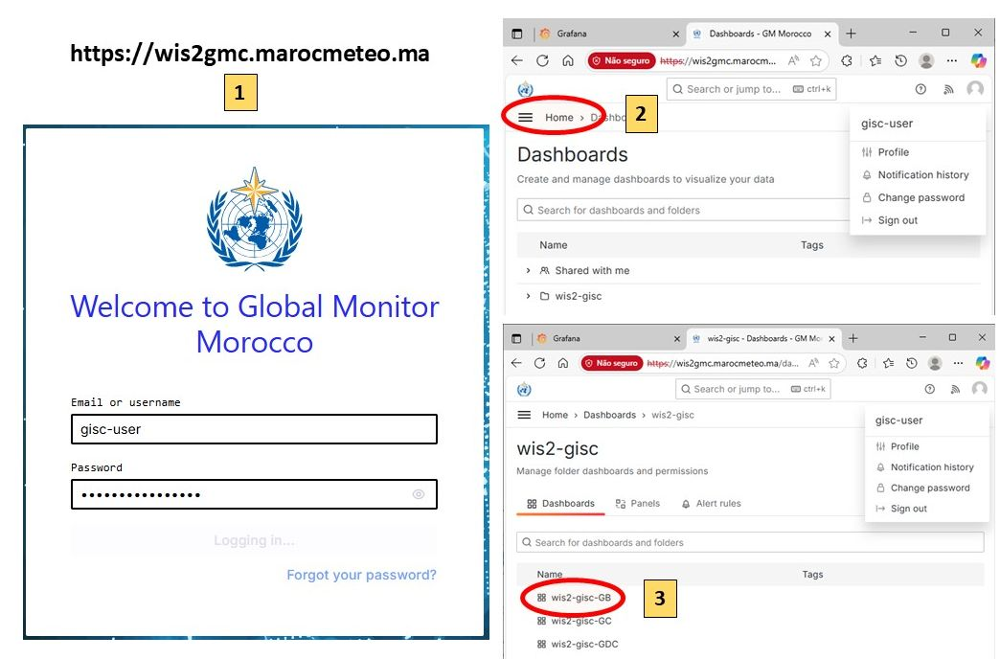 https://wis2gmc.marocmeteo.ma
1
Welcome to Global Monitor
Morocco
Email or username
gisc-user
Password
Logging in...
Forgot your password?
Grafana
Dashboards - GM Morocco
Não seguro https://wis2gmc.marocm...
Search or jump to... ctrl+k
Home › Dashbo
2
gisc-user
Profile
Notification history
Change password
Sign out
Dashboards
Create and manage dashboards to visualize your data
Search for dashboards and folders
Name Tags
Shared with me
wis2-gisc
Grafana
wis2-gisc - Dashboards - GM Mo
Não seguro https://wis2gmc.marocmeteo.ma/da...
Search or jump to... ctrl+k
Home › Dashboards › wis2-gisc
gisc-user
Profile
Notification history
Change password
Sign out
wis2-gisc
Manage folder dashboards and permissions
Dashboards Panels Alert rules
Search for dashboards and folders
Name Tags
wis2-gisc-GB
3
wis2-gisc-GC
wis2-gisc-GDC